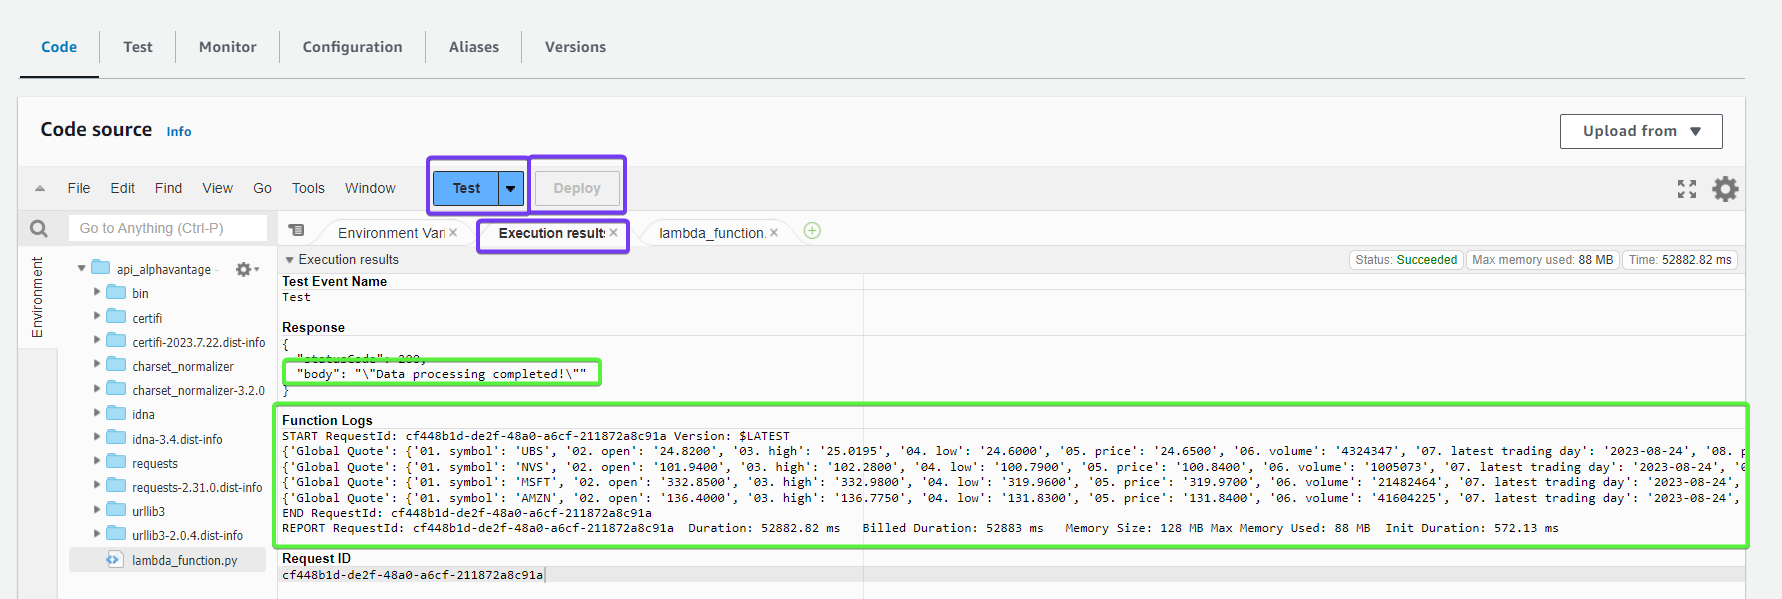 Code Test Monitor Configuration Aliases Versions
Code source Info Upload from
File Edit Find View Go Tools Window Test Deploy
Go to Anything (Ctrl-P) Environment Vari Execution results lambda_function.
Environment
Execution results Status: Succeeded Max memory used: 88 MB Time: 52882.82 ms
api_alphavantage -
bin
certifi
certifi-2023.7.22.dist-info
charset_normalizer
charset_normalizer-3.2.0
idna
idna-3.4.dist-info
requests
requests-2.31.0.dist-info
urllib3
urllib3-2.0.4.dist-info
lambda_function.py
Test Event Name
Test
Response
{
"statusCode": 200,
"body": "\"Data processing completed!\""
}
Function Logs
START RequestId: cf448b1d-de2f-48a0-a6cf-211872a8c91a Version: $LATEST
{'Global Quote': {'01. symbol': 'UBS', '02. open': '24.8200', '03. high': '25.0195', '04. low': '24.6000', '05. price': '24.6500', '06. volume': '4324347', '07. latest trading day': '2023-08-24', '08. p
{'Global Quote': {'01. symbol': 'NVS', '02. open': '101.9400', '03. high': '102.2800', '04. low': '100.7900', '05. price': '100.8400', '06. volume': '1005073', '07. latest trading day': '2023-08-24', '0
{'Global Quote': {'01. symbol': 'MSFT', '02. open': '332.8500', '03. high': '332.9800', '04. low': '319.9600', '05. price': '319.9700', '06. volume': '21482464', '07. latest trading day': '2023-08-24',
{'Global Quote': {'01. symbol': 'AMZN', '02. open': '136.4000', '03. high': '136.7750', '04. low': '131.8300', '05. price': '131.8400', '06. volume': '41604225', '07. latest trading day': '2023-08-24',
END RequestId: cf448b1d-de2f-48a0-a6cf-211872a8c91a
REPORT RequestId: cf448b1d-de2f-48a0-a6cf-211872a8c91a Duration: 52882.82 ms Billed Duration: 52883 ms Memory Size: 128 MB Max Memory Used: 88 MB Init Duration: 572.13 ms
Request ID
cf448b1d-de2f-48a0-a6cf-211872a8c91a